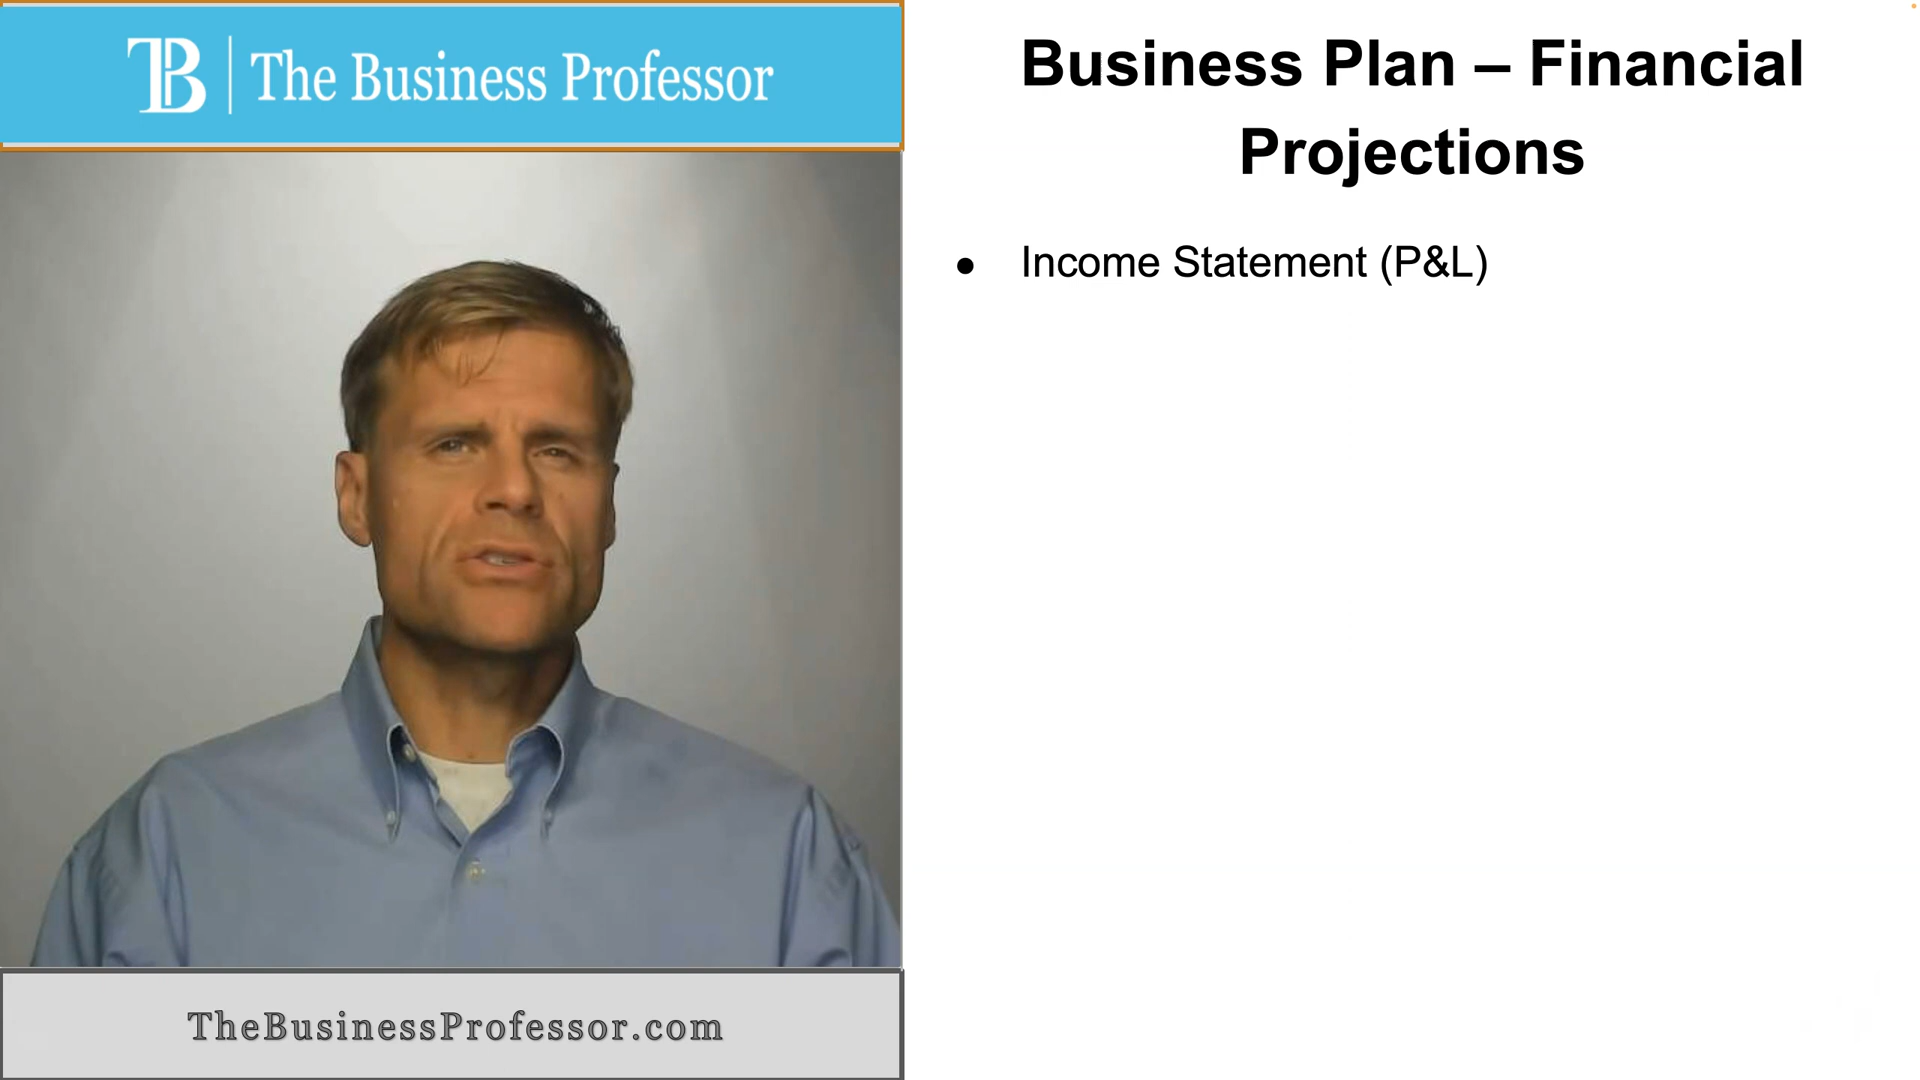 TB The Business Professor
Business Plan – Financial
Projections
● Income Statement (P&L)
TheBusinessProfessor.com